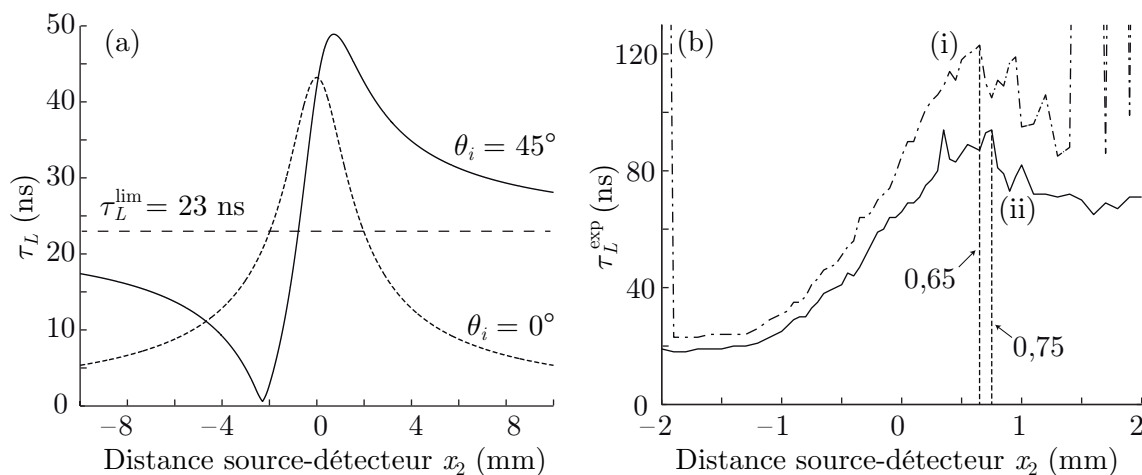 (a)
50
40
30
20
10
0
τ_L (ns)
θ_i = 45°
τ_L^lim = 23 ns
θ_i = 0°
−8 −4 0 4 8
Distance source-détecteur x_2 (mm)
(b)
120
80
40
0
τ_L^exp (ns)
(i)
(ii)
0,65
0,75
−2 −1 0 1 2
Distance source-détecteur x_2 (mm)